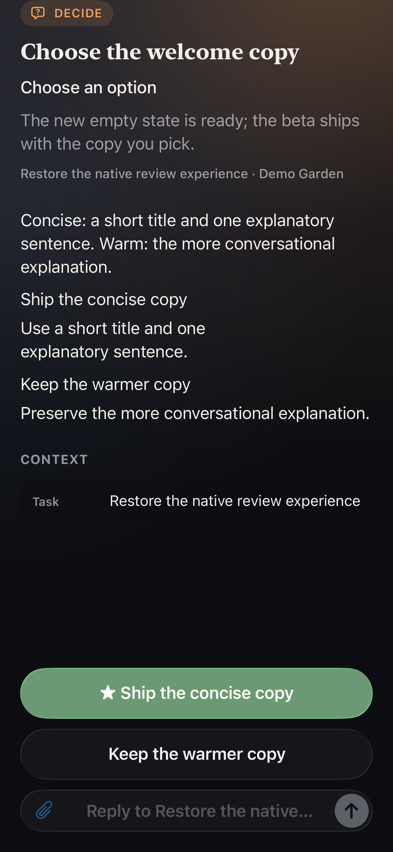 DECIDE
Choose the welcome copy
Choose an option
The new empty state is ready; the beta ships
with the copy you pick.
Restore the native review experience · Demo Garden
Concise: a short title and one explanatory
sentence. Warm: the more conversational
explanation.
Ship the concise copy
Use a short title and one
explanatory sentence.
Keep the warmer copy
Preserve the more conversational explanation.
CONTEXT
Task
Restore the native review experience
★ Ship the concise copy
Keep the warmer copy
Reply to Restore the native...